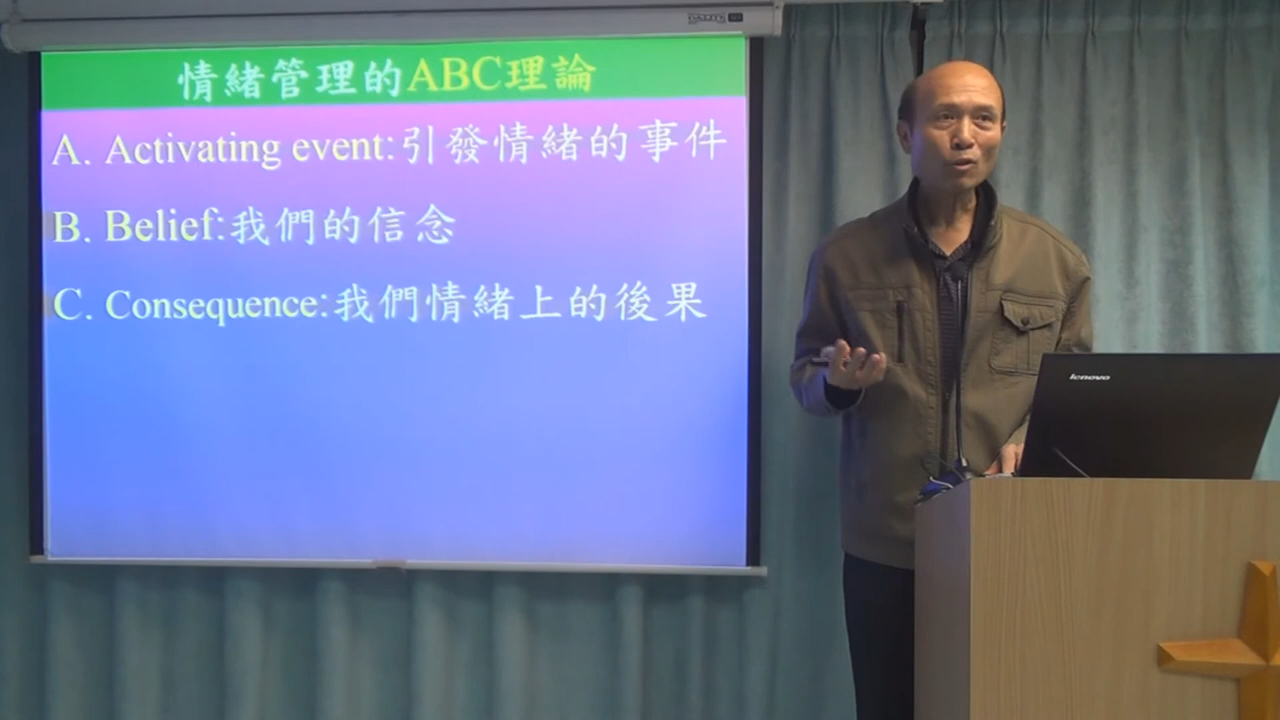 情緒管理的ABC理論
A. Activating event:引發情緒的事件
B. Belief:我們的信念
C. Consequence:我們情緒上的後果
lenovo